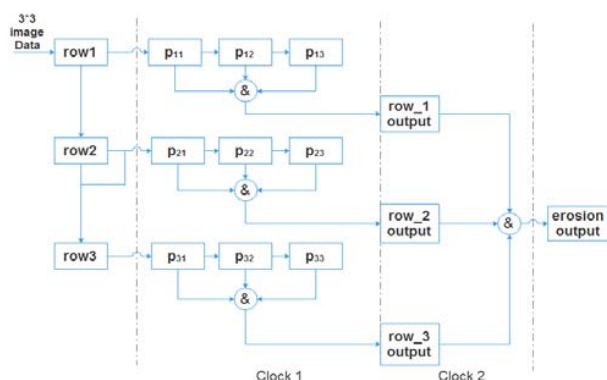 3*3
image
Data
row1
p11
p12
p13
&
row_1
output
row2
p21
p22
p23
&
row_2
output
&
erosion
output
row3
p31
p32
p33
&
row_3
output
Clock 1
Clock 2